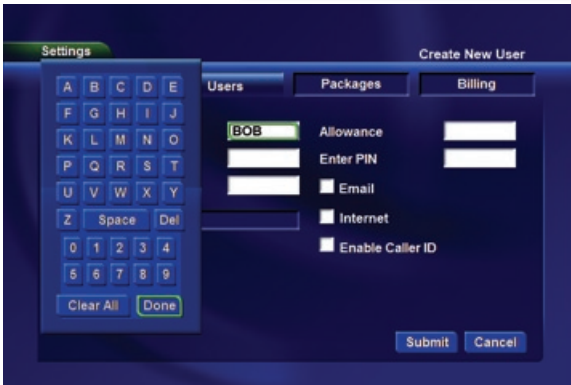 Settings
Create New User
Users Packages Billing
A B C D E
F G H I J
K L M N O
P Q R S T
U V W X Y
Z Space Del
0 1 2 3 4
5 6 7 8 9
Clear All Done
BOB
Allowance
Enter PIN
Email
Internet
Enable Caller ID
Submit Cancel